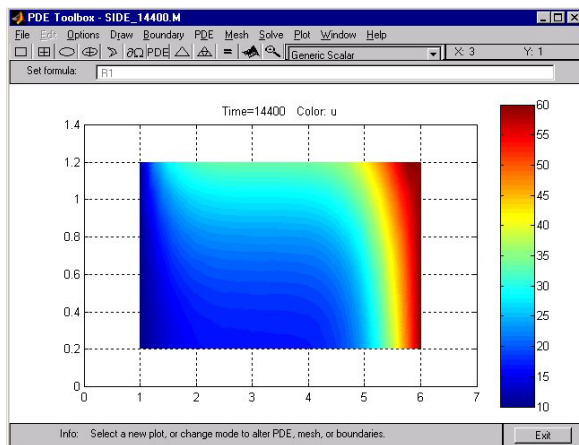 PDE Toolbox - SIDE_14400.M
File Edit Options Draw Boundary PDE Mesh Solve Plot Window Help
∂Ω PDE = Generic Scalar X: 3 Y: 1
Set formula: R1
Time=14400 Color: u
1.4
1.2
1
0.8
0.6
0.4
0.2
0
0 1 2 3 4 5 6 7
60
55
50
45
40
35
30
25
20
15
10
Info: Select a new plot, or change mode to alter PDE, mesh, or boundaries. Exit